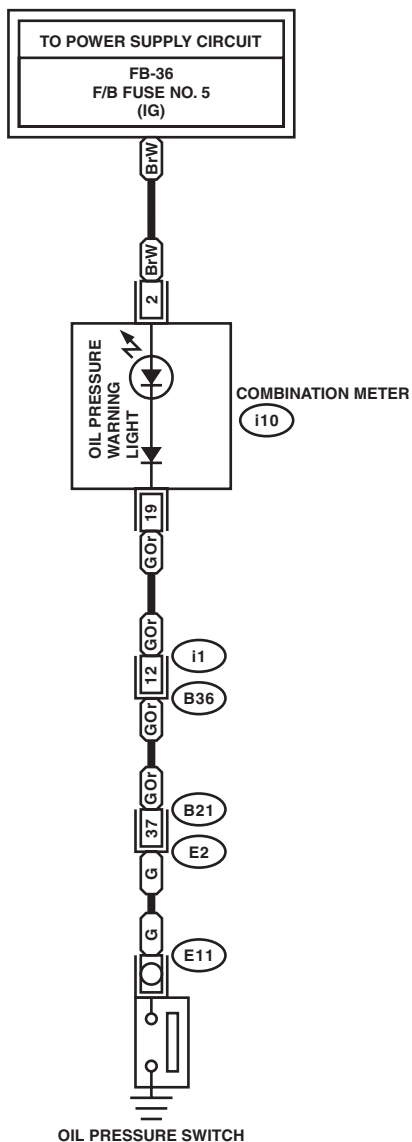 TO POWER SUPPLY CIRCUIT
FB-36
F/B FUSE NO. 5
(IG)
BrW
BrW
2
OIL PRESSURE
WARNING
LIGHT
COMBINATION METER
i10
19
GOr
GOr
i1
12
B36
GOr
GOr
B21
37
E2
G
G
E11
OIL PRESSURE SWITCH